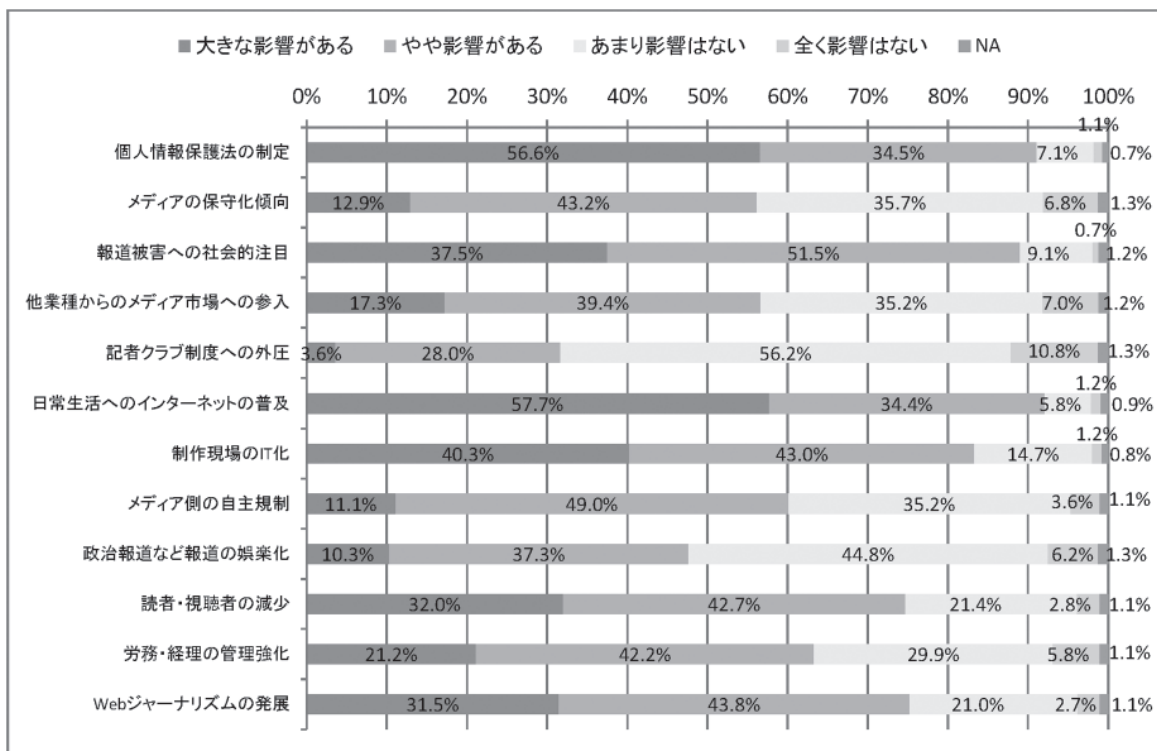 大きな影響がある やや影響がある あまり影響はない 全く影響はない NA
0% 10% 20% 30% 40% 50% 60% 70% 80% 90% 100%
1.1%
個人情報保護法の制定 56.6% 34.5% 7.1% 0.7%
メディアの保守化傾向 12.9% 43.2% 35.7% 6.8% 1.3%
0.7%
報道被害への社会的注目 37.5% 51.5% 9.1% 1.2%
他業種からのメディア市場への参入 17.3% 39.4% 35.2% 7.0% 1.2%
記者クラブ制度への外圧 3.6% 28.0% 56.2% 10.8% 1.3%
1.2%
日常生活へのインターネットの普及 57.7% 34.4% 5.8% 0.9%
1.2%
制作現場のIT化 40.3% 43.0% 14.7% 0.8%
メディア側の自主規制 11.1% 49.0% 35.2% 3.6% 1.1%
政治報道など報道の娯楽化 10.3% 37.3% 44.8% 6.2% 1.3%
読者・視聴者の減少 32.0% 42.7% 21.4% 2.8% 1.1%
労務・経理の管理強化 21.2% 42.2% 29.9% 5.8% 1.1%
Webジャーナリズムの発展 31.5% 43.8% 21.0% 2.7% 1.1%